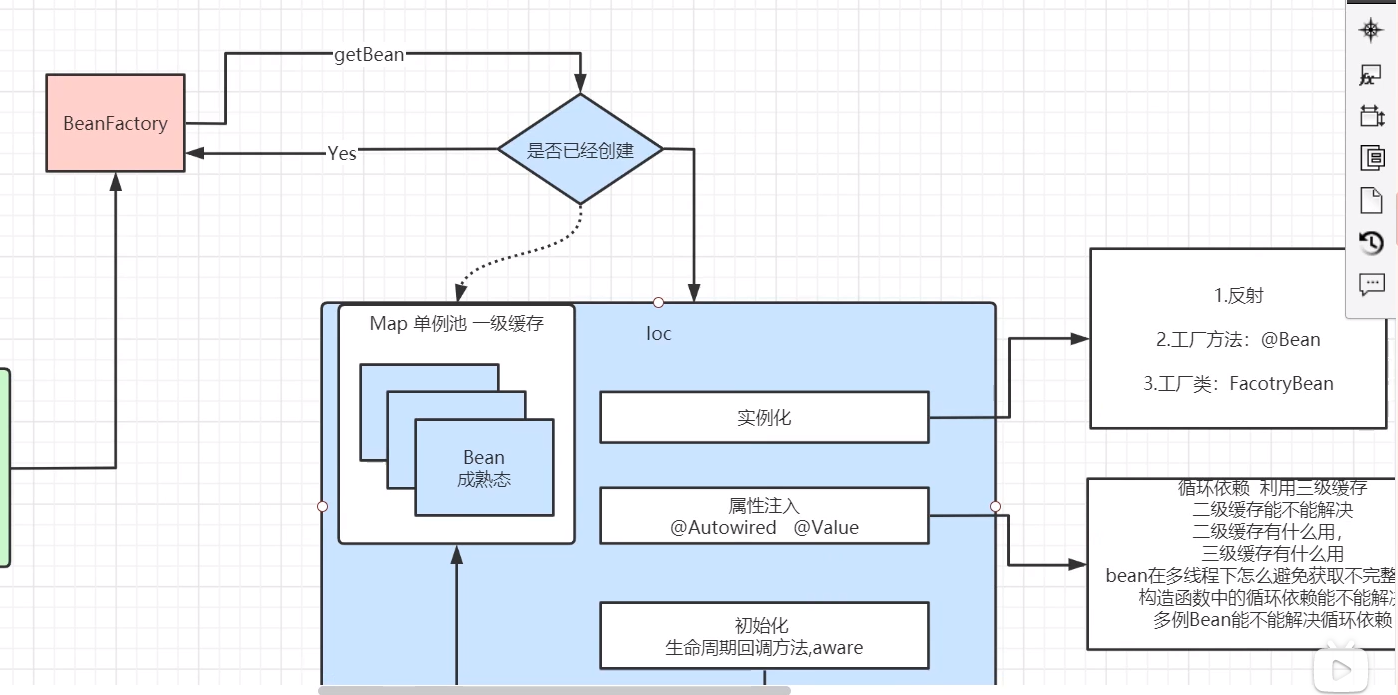 getBean
BeanFactory
Yes
是否已经创建
Map 单例池 一级缓存
Ioc
Bean
成熟态
实例化
属性注入
@Autowired @Value
初始化
生命周期回调方法,aware
1.反射
2.工厂方法：@Bean
3.工厂类：FacotryBean
循环依赖 利用三级缓存
二级缓存能不能解决
二级缓存有什么用，
三级缓存有什么用
bean在多线程下怎么避免获取不完整
构造函数中的循环依赖能不能解
多例Bean能不能解决循环依赖
fx